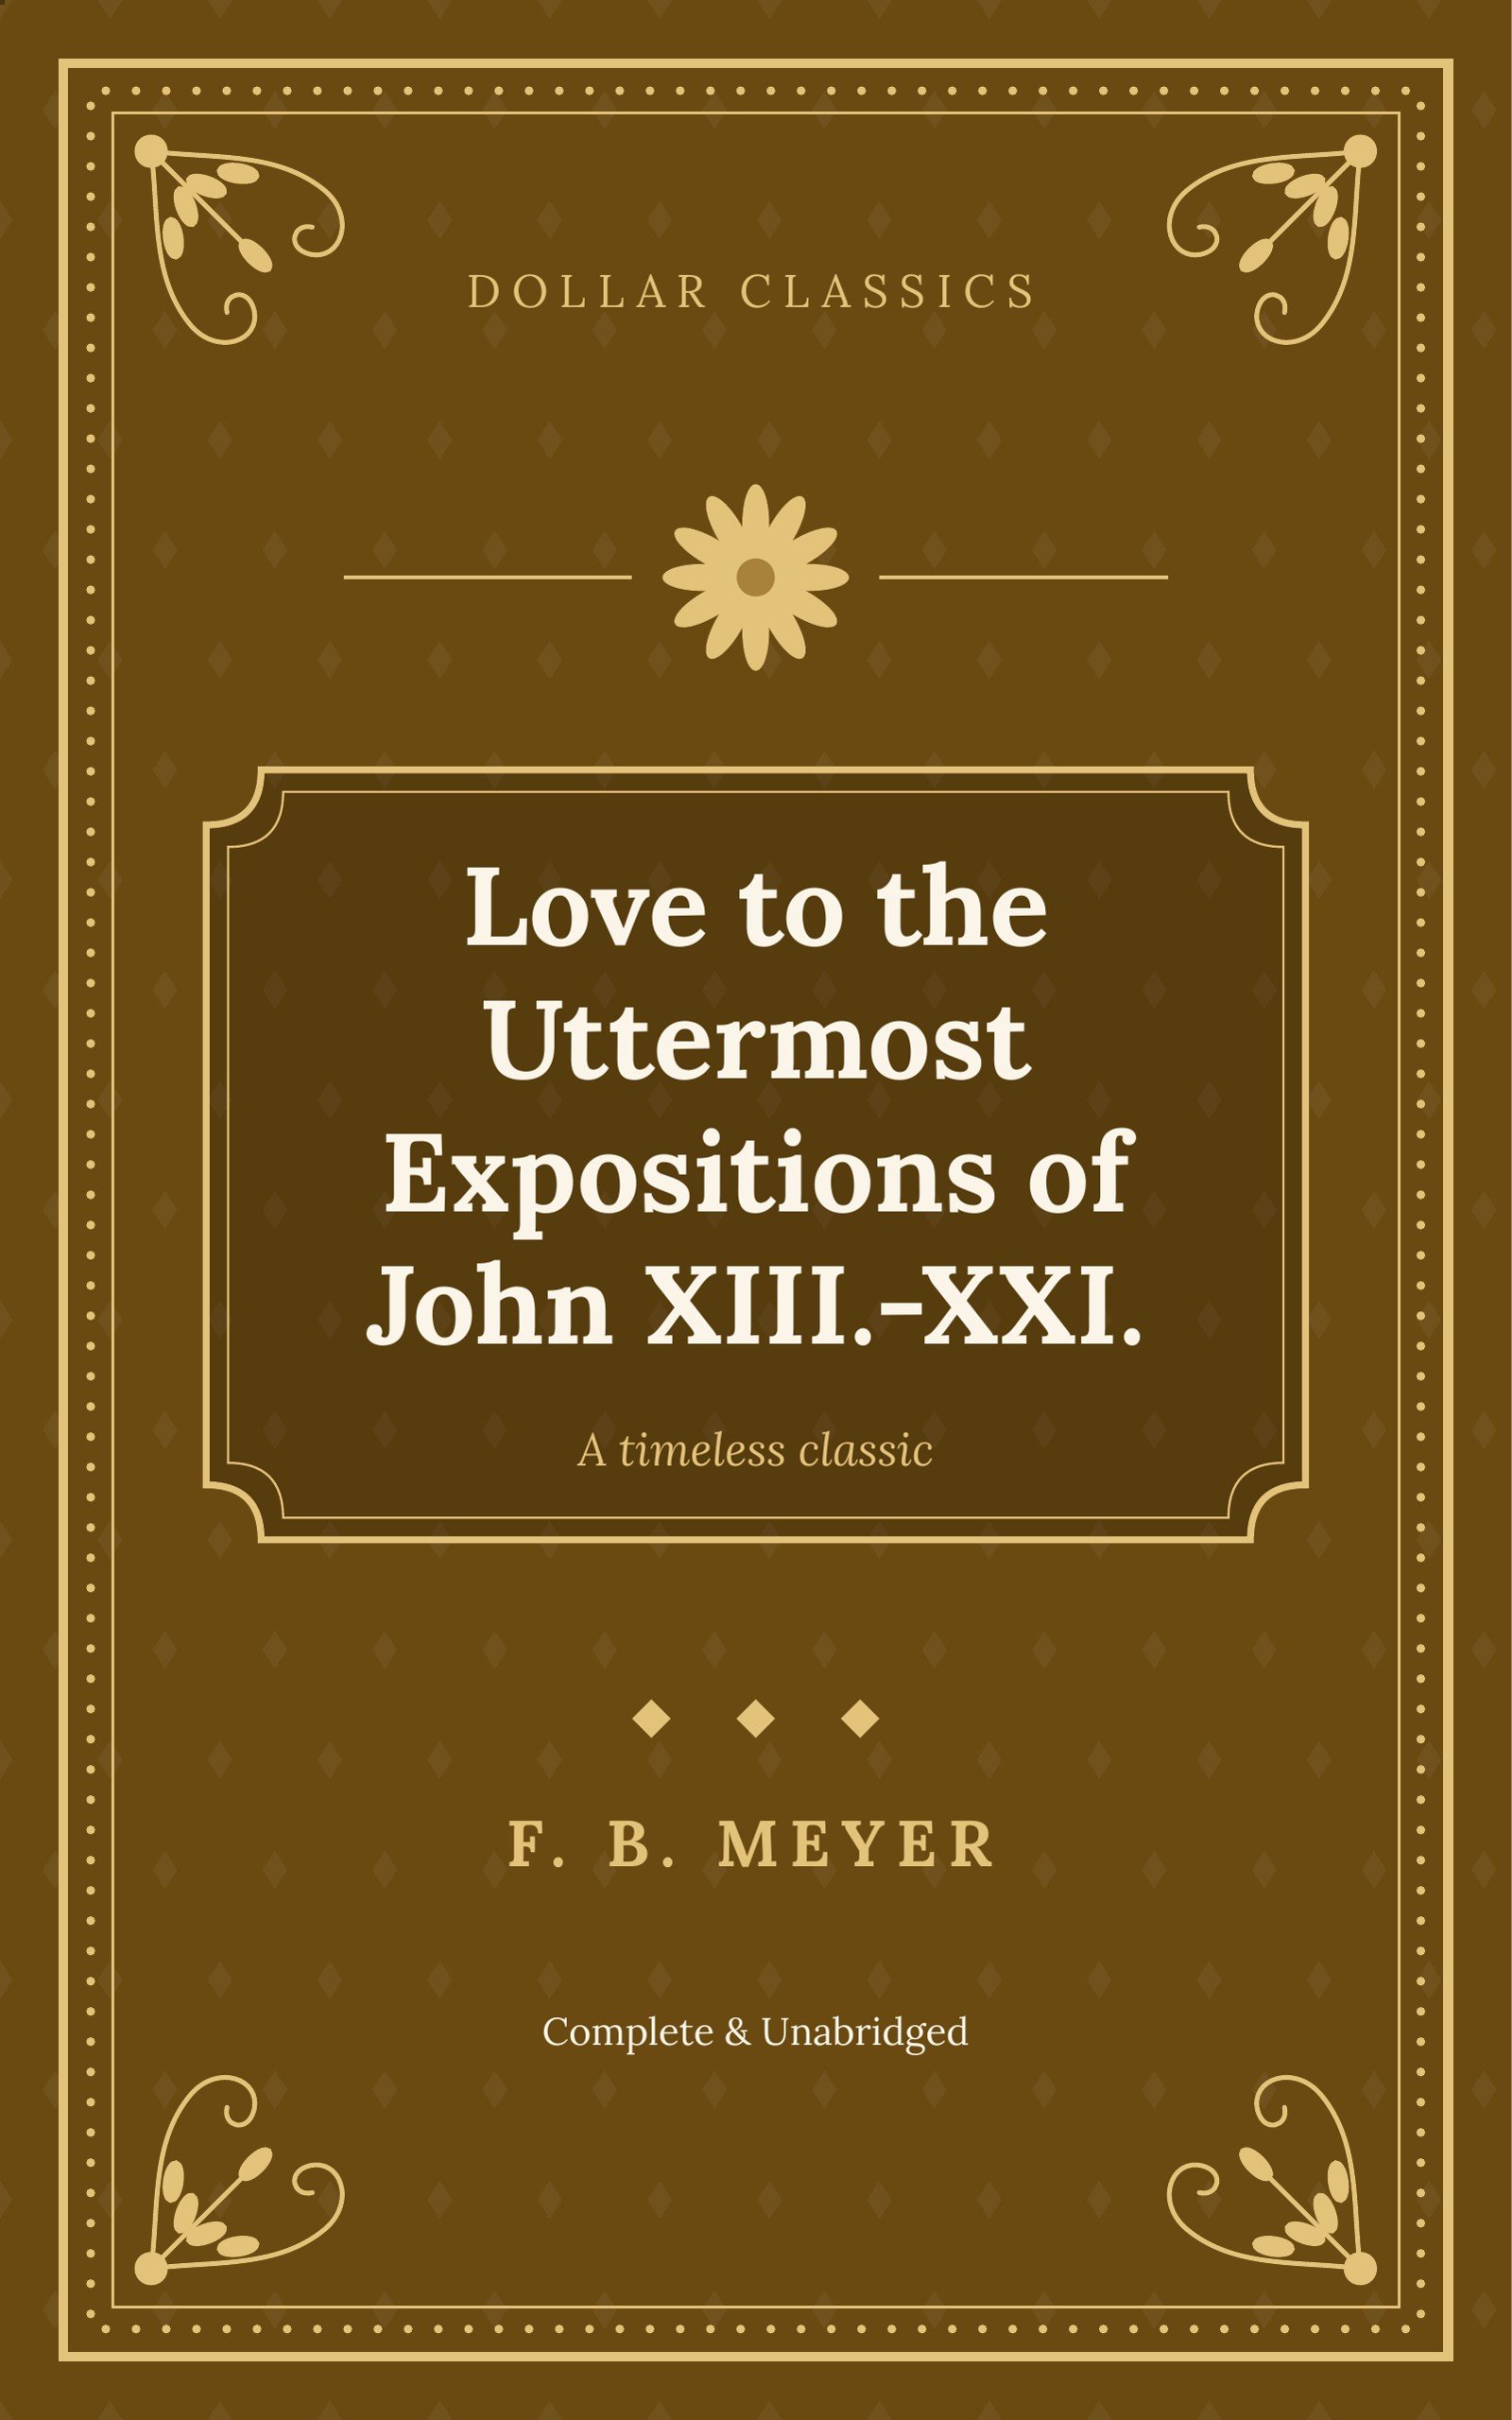 DOLLAR CLASSICS
Love to the
Uttermost
Expositions of
John XIII.–XXI.
A timeless classic
F. B. MEYER
Complete & Unabridged